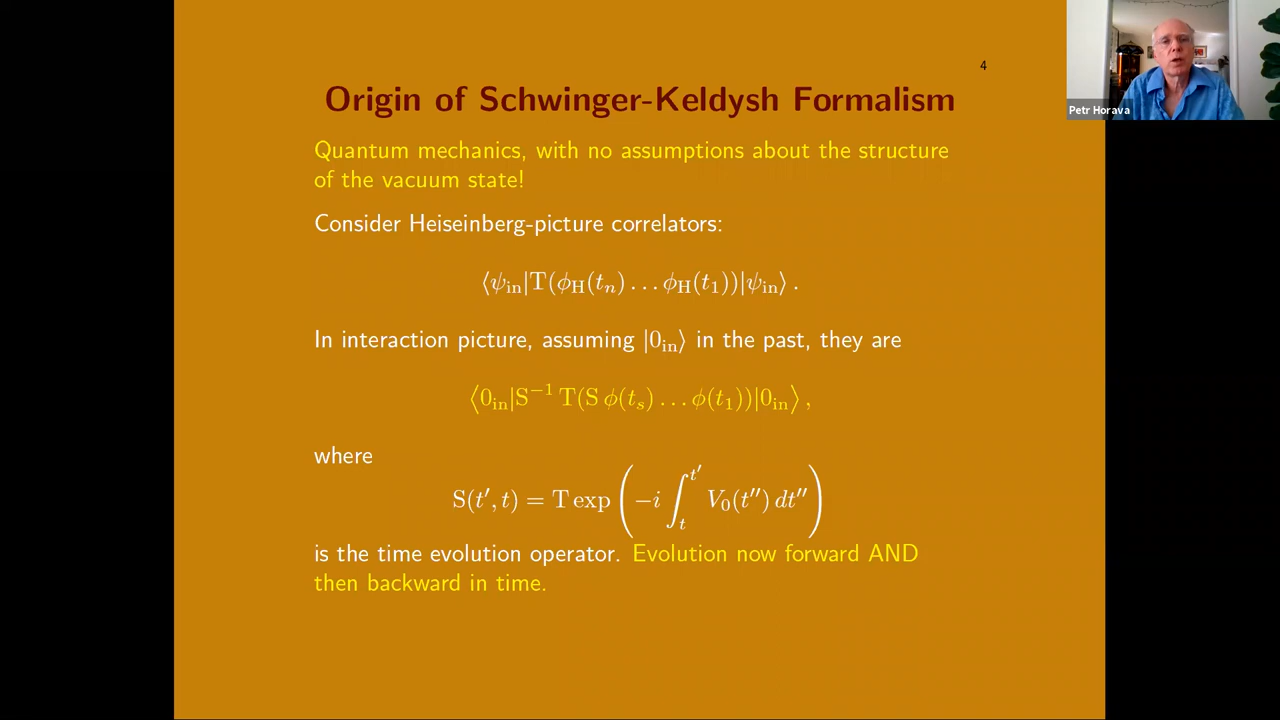 4
Origin of Schwinger-Keldysh Formalism
Petr Horava
Quantum mechanics, with no assumptions about the structure
of the vacuum state!
Consider Heiseinberg-picture correlators:
⟨ψ_in|T(ϕ_H(t_n) . . . ϕ_H(t_1))|ψ_in⟩ .
In interaction picture, assuming |0_in⟩ in the past, they are
⟨0_in|S^−1 T(S ϕ(t_s) . . . ϕ(t_1))|0_in⟩ ,
where
S(t′, t) = T exp (−i ∫_t^t′ V_0(t′′) dt′′)
is the time evolution operator. Evolution now forward AND
then backward in time.